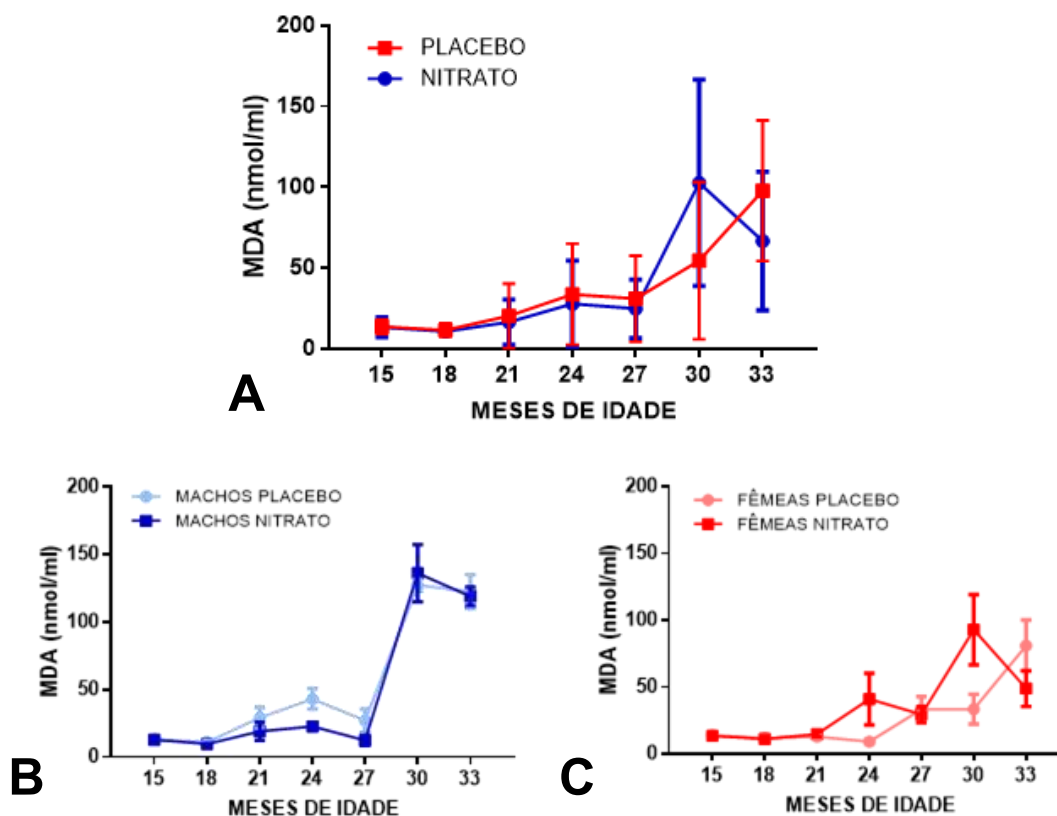 200
PLACEBO
NITRATO
150
100
50
0
MDA (nmol/ml)
15 18 21 24 27 30 33
MESES DE IDADE
A
200
MACHOS PLACEBO
MACHOS NITRATO
150
100
50
0
MDA (nmol/ml)
15 18 21 24 27 30 33
MESES DE IDADE
B
200
FÊMEAS PLACEBO
FÊMEAS NITRATO
150
100
50
0
MDA (nmol/ml)
15 18 21 24 27 30 33
MESES DE IDADE
C